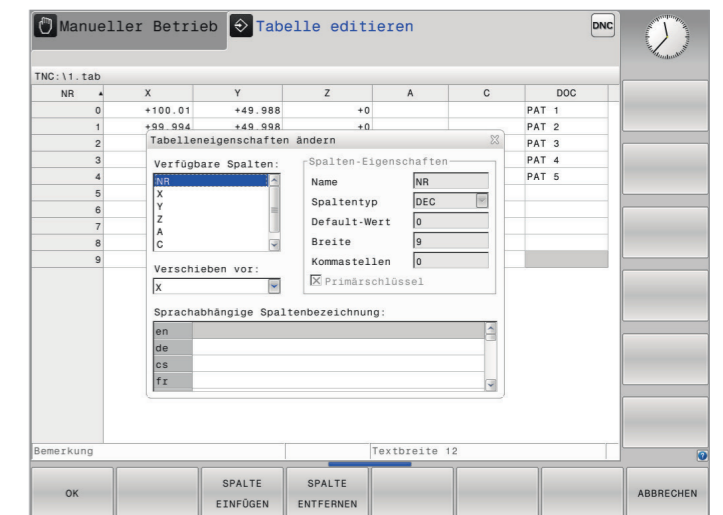 Manueller Betrieb Tabelle editieren DNC
TNC:\1.tab
NR X Y Z A C DOC
0 +100.01 +49.988 +0 PAT 1
1 +99.994 +49.998 +0 PAT 2
2 PAT 3
3 PAT 4
4 PAT 5
5
6
7
8
9
Tabelleneigenschaften ändern
Verfügbare Spalten:
NR
X
Y
Z
A
C
Verschieben vor:
X
Spalten-Eigenschaften
Name NR
Spaltentyp DEC
Default-Wert 0
Breite 9
Kommastellen 0
Primärschlüssel
Sprachabhängige Spaltenbezeichnung:
en
de
cs
fr
Bemerkung Textbreite 12
OK
SPALTE EINFÜGEN
SPALTE ENTFERNEN
ABBRECHEN